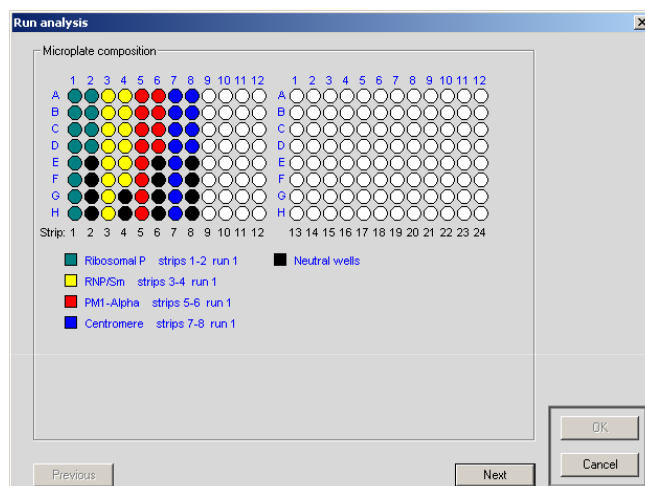 Run analysis
Microplate composition
1 2 3 4 5 6 7 8 9 10 11 12
1 2 3 4 5 6 7 8 9 10 11 12
A
A
B
B
C
C
D
D
E
E
F
F
G
G
H
H
Strip: 1 2 3 4 5 6 7 8 9 10 11 12
13 14 15 16 17 18 19 20 21 22 23 24
Ribosomal P strips 1-2 run 1
Neutral wells
RNP/Sm strips 3-4 run 1
PM1-Alpha strips 5-6 run 1
Centromere strips 7-8 run 1
OK
Cancel
Previous
Next